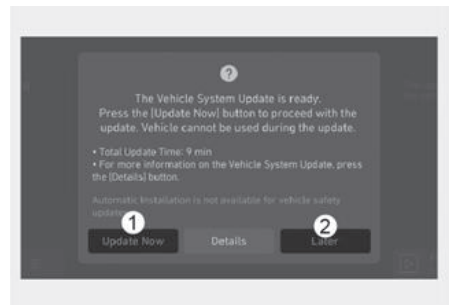 ?
The Vehicle System Update is ready.
Press the [Update Now] button to proceed with the
update. Vehicle cannot be used during the update.
• Total Update Time: 9 min
• For more information on the Vehicle System Update, press
the [Details] button.
Automatic Installation is not available for vehicle safety
updates
1 2
Update Now Details Later